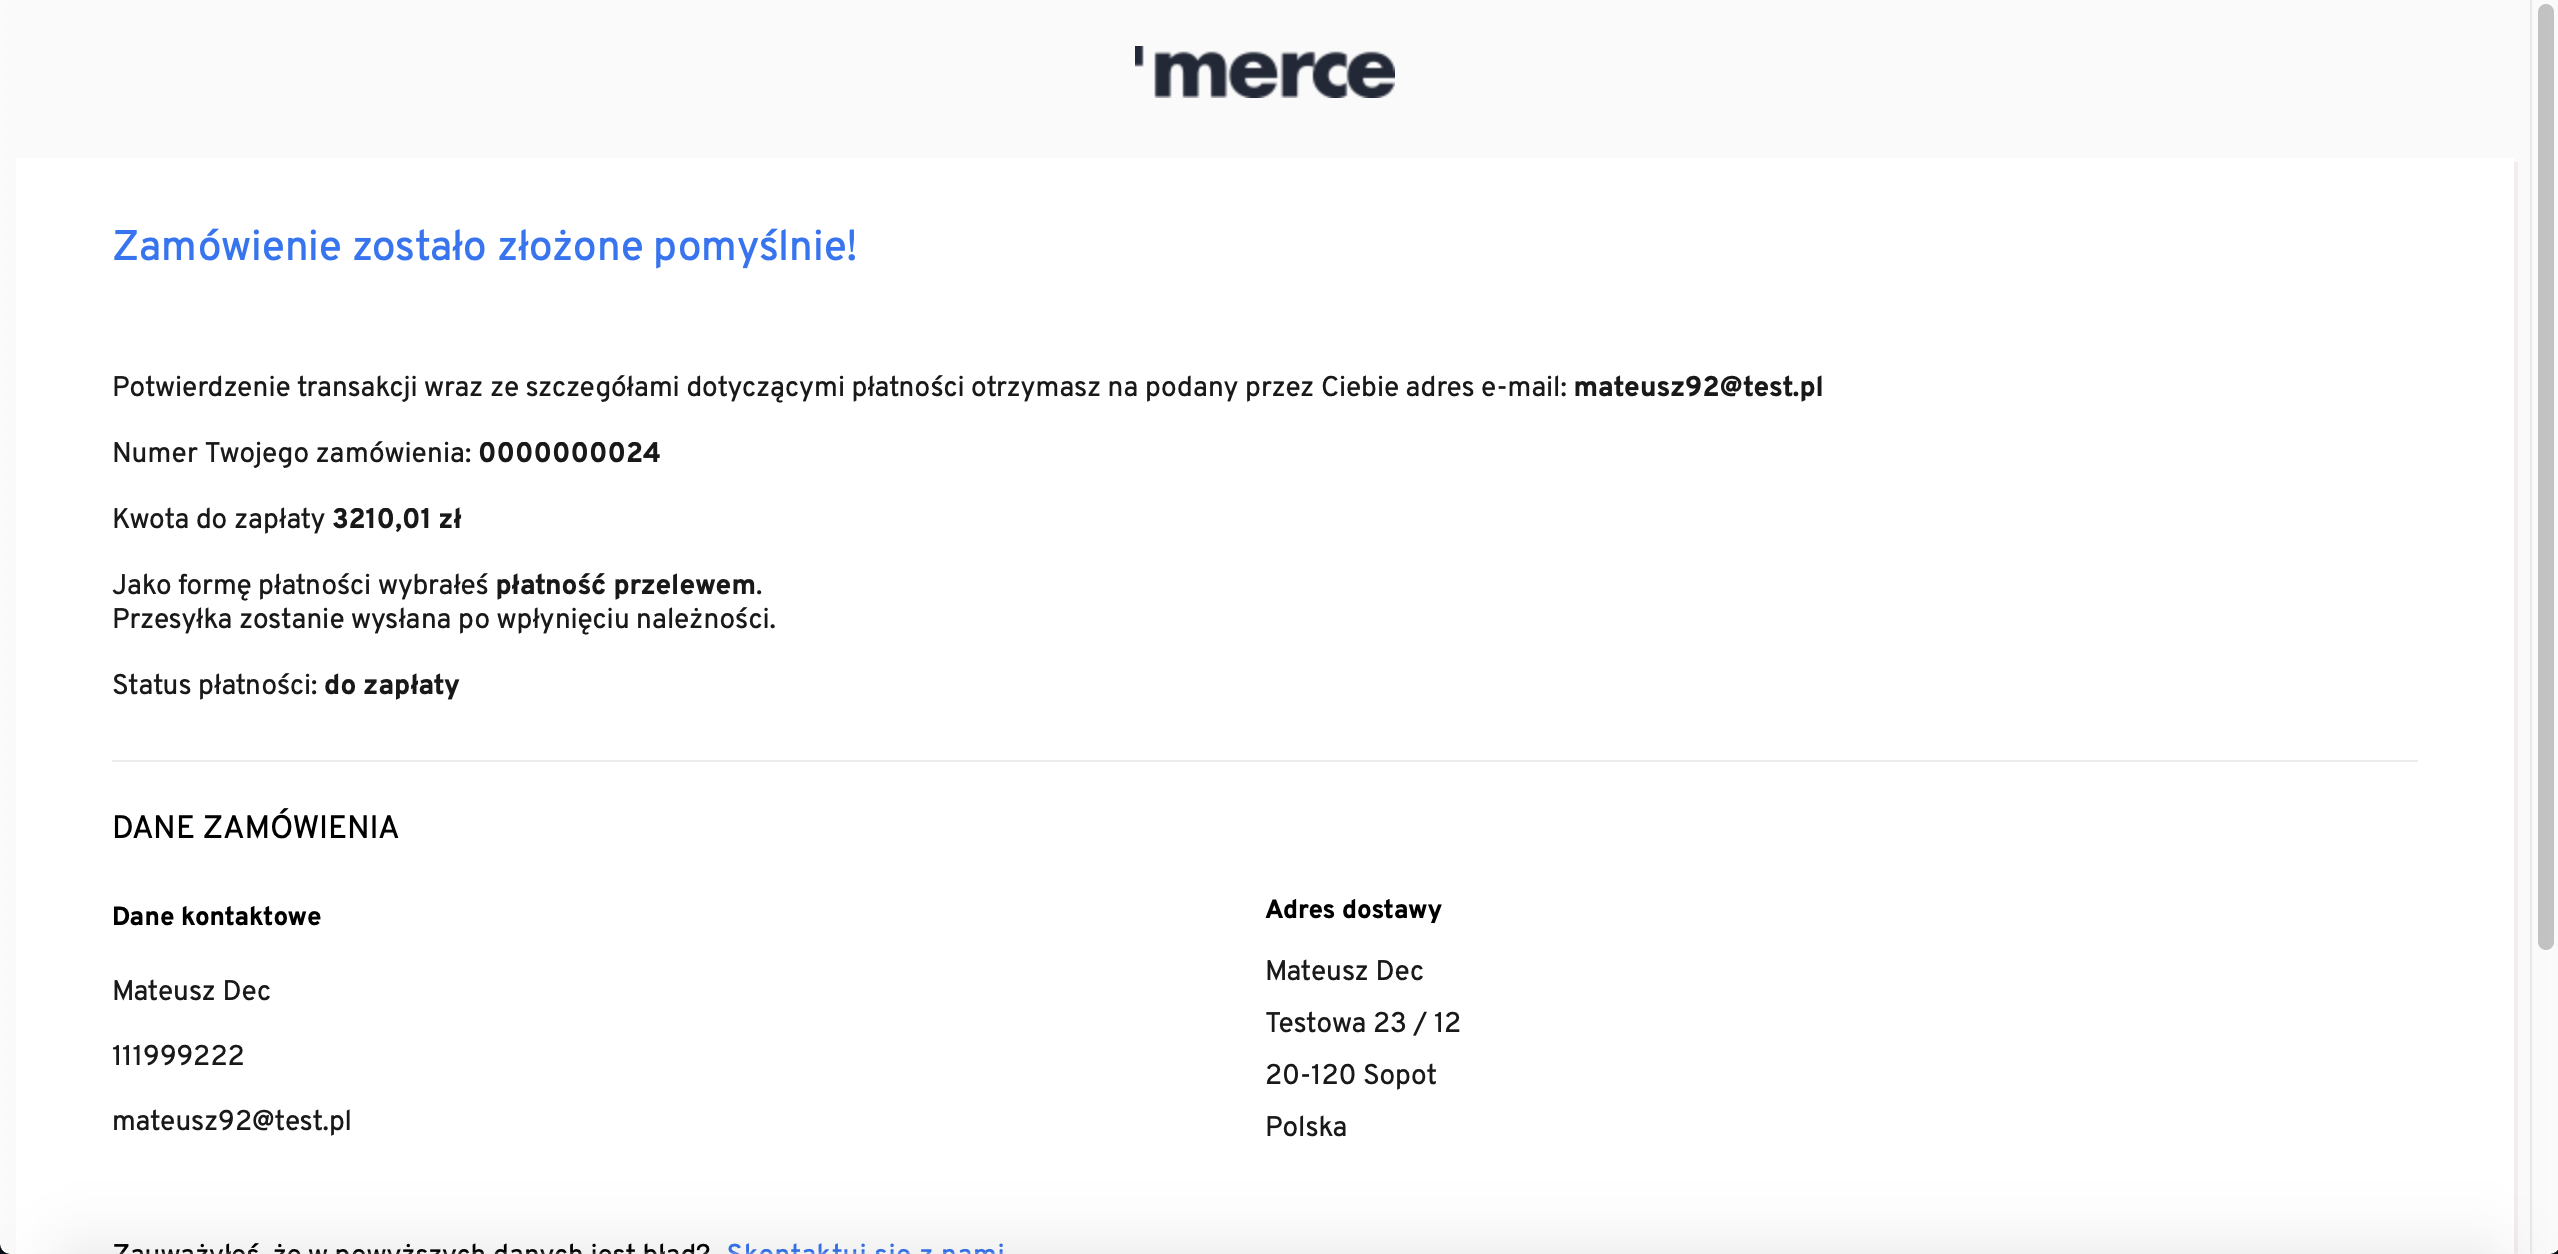 'merce
Zamówienie zostało złożone pomyślnie!
Potwierdzenie transakcji wraz ze szczegółami dotyczącymi płatności otrzymasz na podany przez Ciebie adres e-mail: mateusz92@test.pl
Numer Twojego zamówienia: 0000000024
Kwota do zapłaty 3210,01 zł
Jako formę płatności wybrałeś płatność przelewem.
Przesyłka zostanie wysłana po wpłynięciu należności.
Status płatności: do zapłaty
DANE ZAMÓWIENIA
Dane kontaktowe
Mateusz Dec
111999222
mateusz92@test.pl
Adres dostawy
Mateusz Dec
Testowa 23 / 12
20-120 Sopot
Polska
Zauważyłeś, że w powyższych danych jest błąd? Skontaktuj się z nami